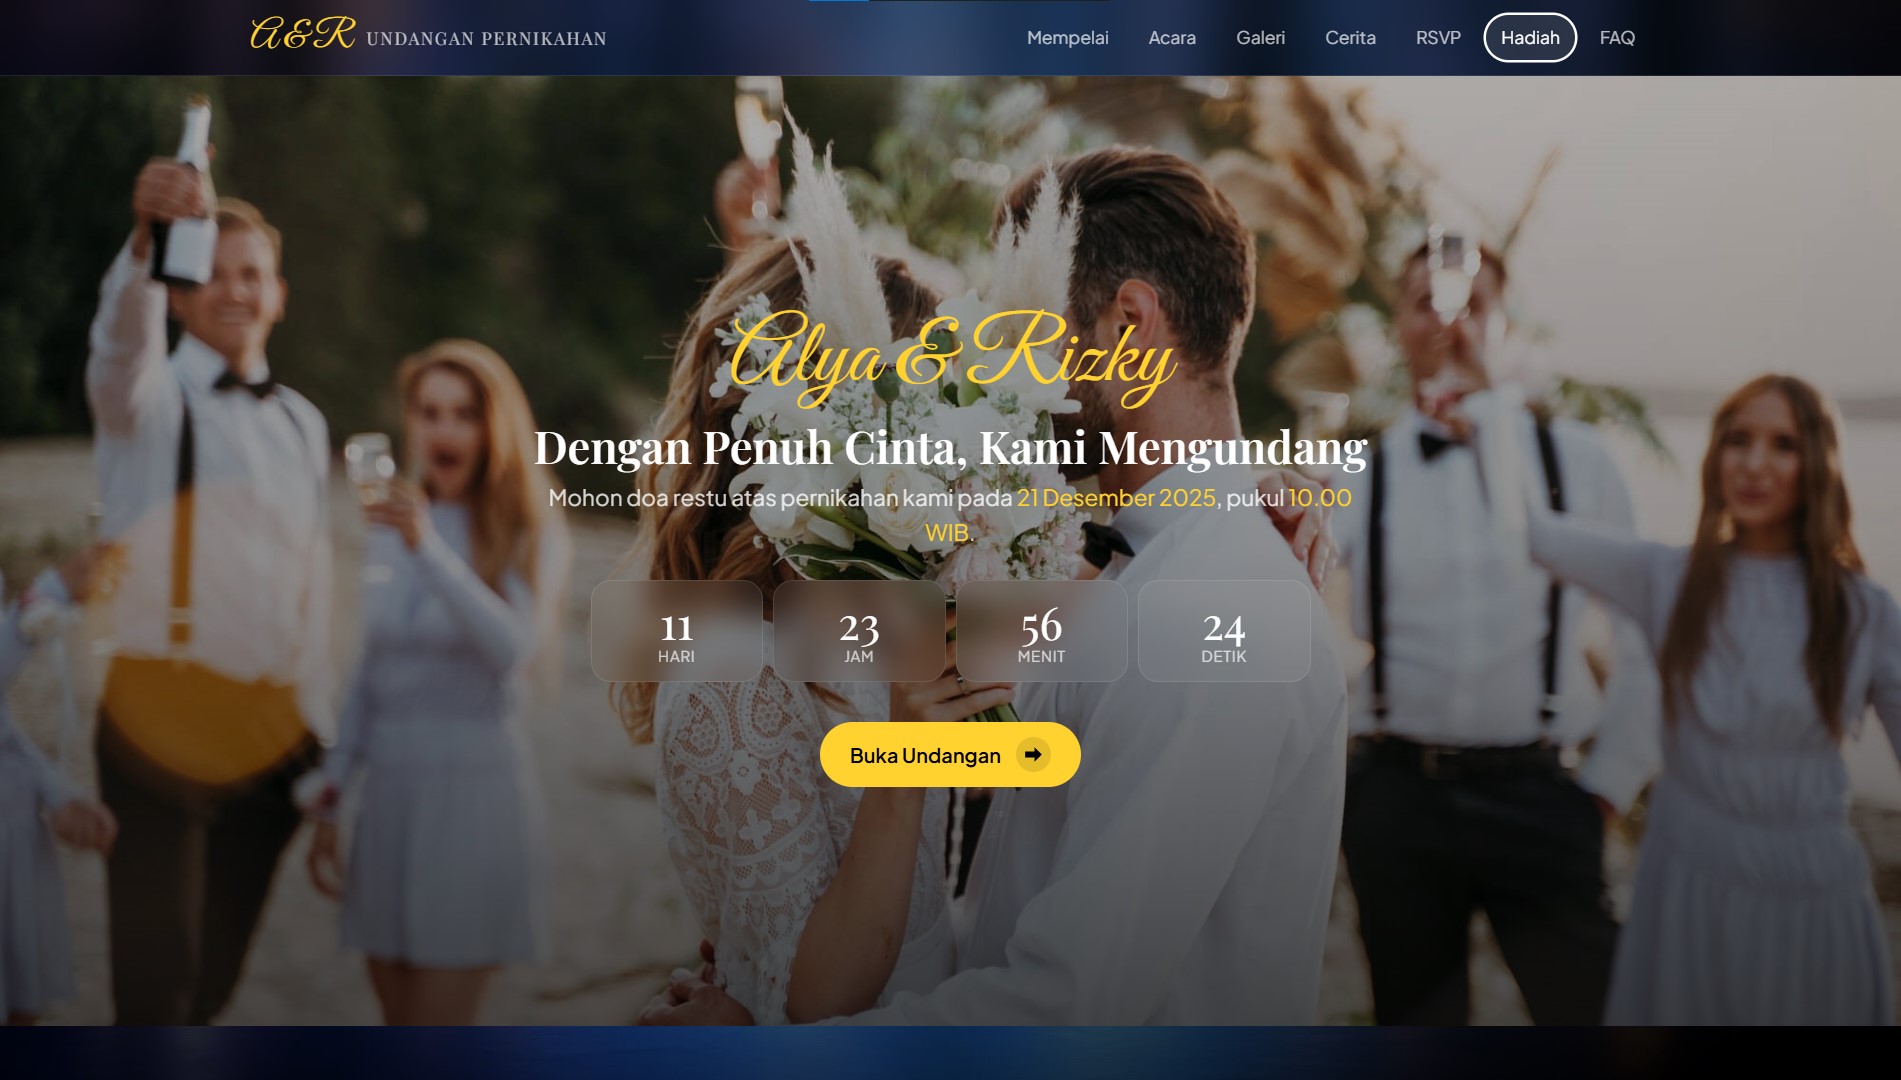 A&R UNDANGAN PERNIKAHAN
Mempelai Acara Galeri Cerita RSVP Hadiah FAQ
Alya & Rizky
Dengan Penuh Cinta, Kami Mengundang
Mohon doa restu atas pernikahan kami pada 21 Desember 2025, pukul 10.00
WIB.
11 23 56 24
HARI JAM MENIT DETIK
Buka Undangan